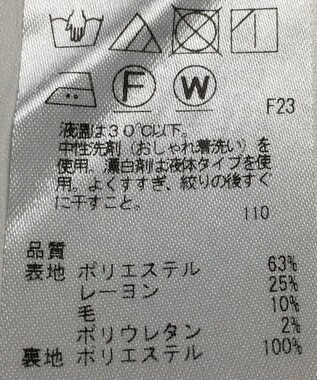 F W
F23
液温は30℃以下。
中性洗剤（おしゃれ着洗い）を
使用。漂白剤は液体タイプを使
用。よくすすぎ、絞りの後すぐ
に干すこと。
110
品質
表地 ポリエステル 63%
レーヨン 25%
毛 10%
ポリウレタン 2%
裏地 ポリエステル 100%